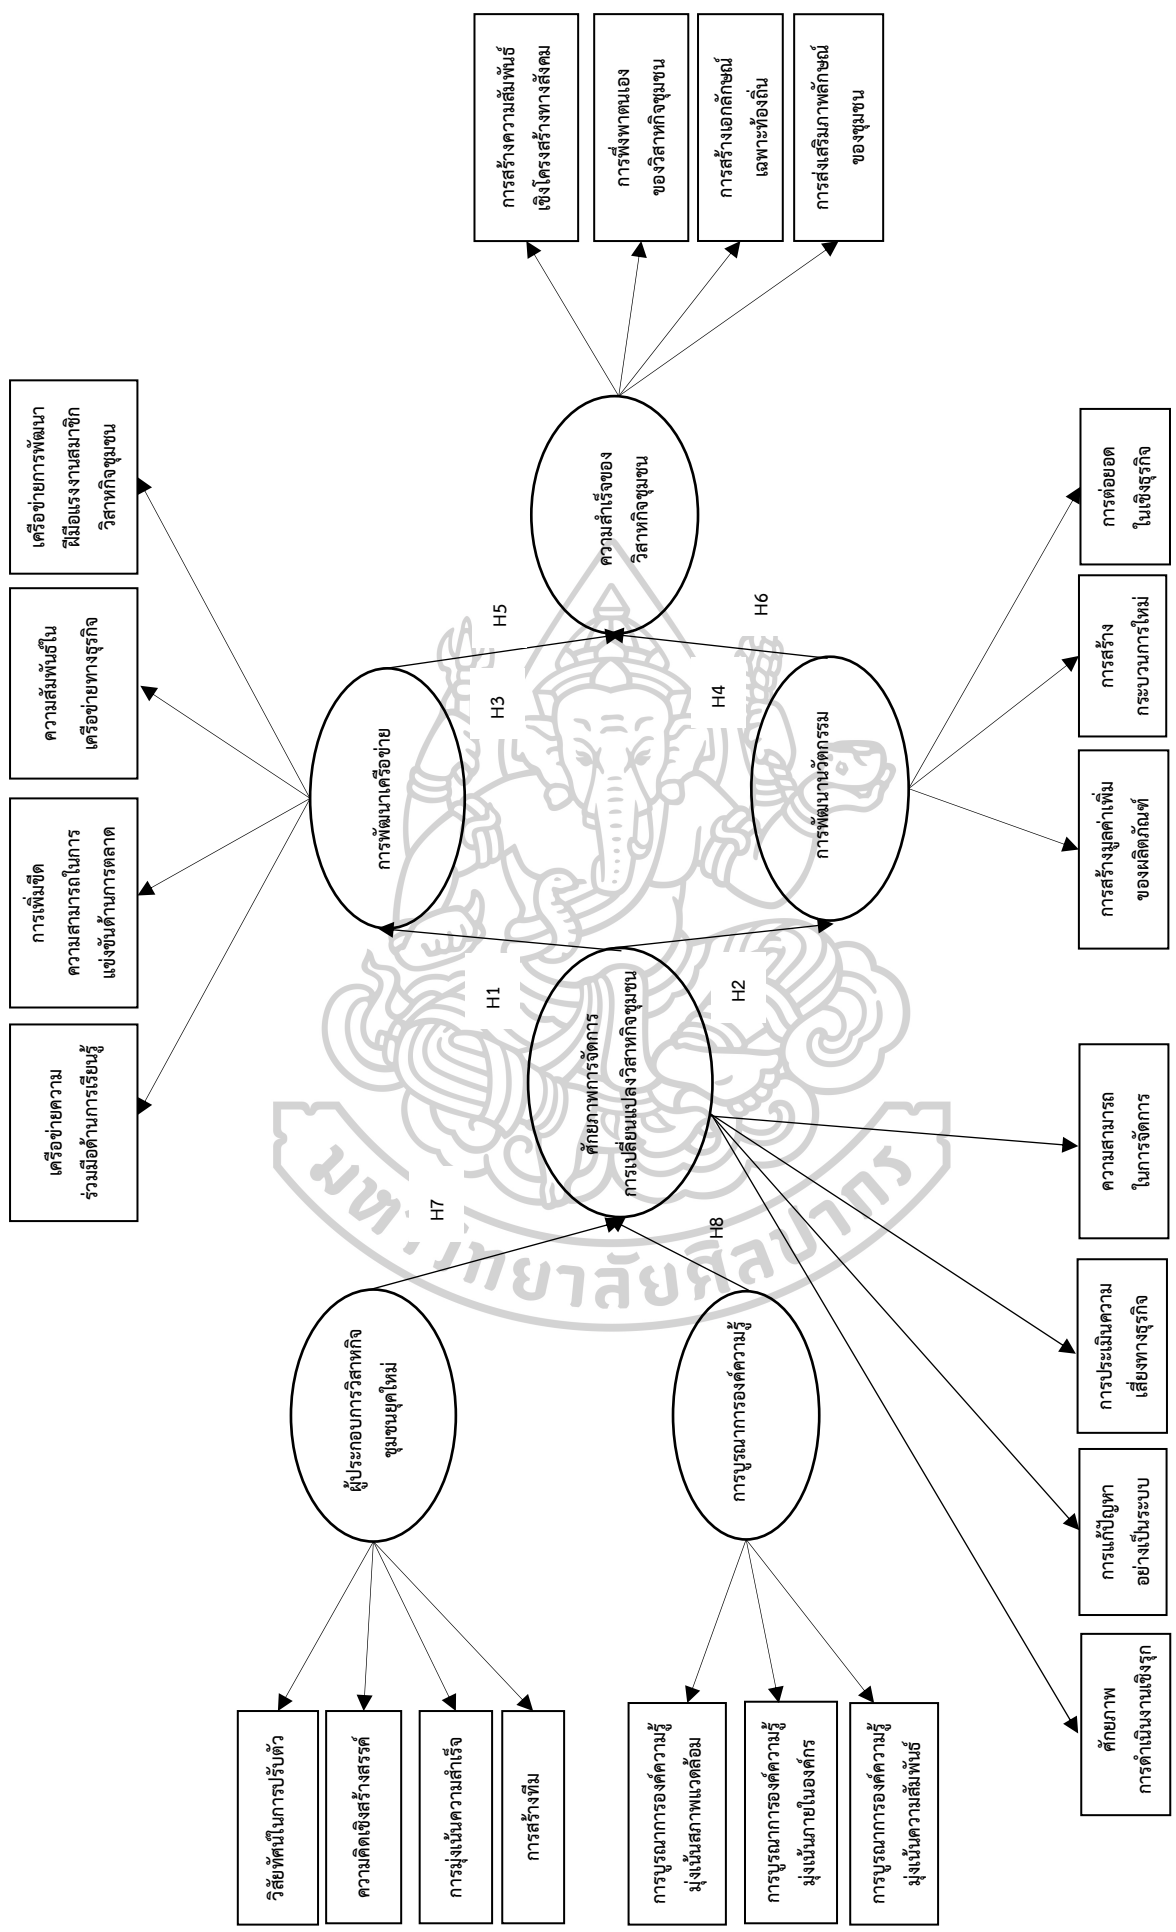 วิสัยทัศน์ในการปรับตัว
ความคิดเชิงสร้างสรรค์
การมุ่งเน้นความสำเร็จ
การสร้างทีม
การบูรณาการองค์ความรู้
มุ่งเน้นสภาพแวดล้อม
การบูรณาการองค์ความรู้
มุ่งเน้นภายในองค์กร
การบูรณาการองค์ความรู้
มุ่งเน้นความสัมพันธ์
ผู้ประกอบการวิสาหกิจ
ชุมชนยุคใหม่
การบูรณาการองค์ความรู้
H7
H8
ศักยภาพการจัดการ
การเปลี่ยนแปลงวิสาหกิจชุมชน
ศักยภาพ
การดำเนินงานเชิงรุก
การแก้ปัญหา
อย่างเป็นระบบ
การประเมินความ
เสี่ยงทางธุรกิจ
ความสามารถ
ในการจัดการ
H1
H2
เครือข่ายความ
ร่วมมือด้านการเรียนรู้
การเพิ่มขีด
ความสามารถในการ
แข่งขันด้านการตลาด
ความสัมพันธ์ใน
เครือข่ายทางธุรกิจ
เครือข่ายการพัฒนา
ฝีมือแรงงานสมาชิก
วิสาหกิจชุมชน
การพัฒนาเครือข่าย
การพัฒนานวัตกรรม
การสร้างมูลค่าเพิ่ม
ของผลิตภัณฑ์
การสร้าง
กระบวนการใหม่
การต่อยอด
ในเชิงธุรกิจ
H3
H4
H5
H6
ความสำเร็จของ
วิสาหกิจชุมชน
การสร้างความสัมพันธ์
เชิงโครงสร้างทางสังคม
การพึ่งพาตนเอง
ของวิสาหกิจชุมชน
การสร้างเอกลักษณ์
เฉพาะท้องถิ่น
การส่งเสริมภาพลักษณ์
ของชุมชน